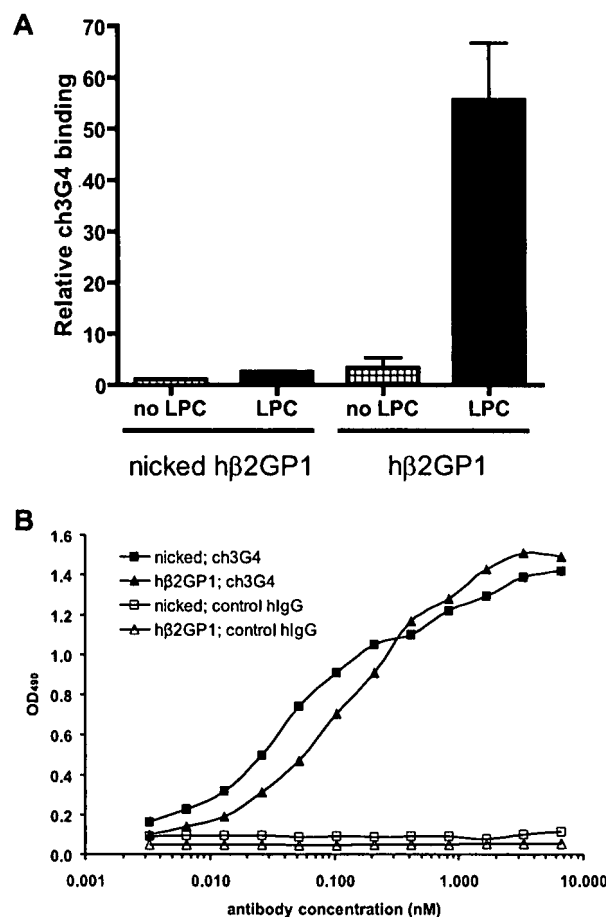 A
70
60
50
40
30
20
10
0
Relative ch3G4 binding
no LPC LPC no LPC LPC
nicked hβ2GP1 hβ2GP1
B
1.6
1.4
1.2
1.0
0.8
0.6
0.4
0.2
0.0
OD490
nicked; ch3G4
hβ2GP1; ch3G4
nicked; control hIgG
hβ2GP1; control hIgG
0.001 0.010 0.100 1.000 10.000
antibody concentration (nM)